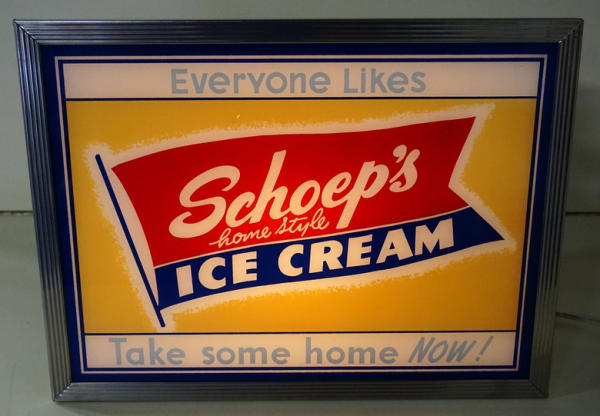 Everyone Likes
Schoep's
home style
ICE CREAM
Take some home NOW!